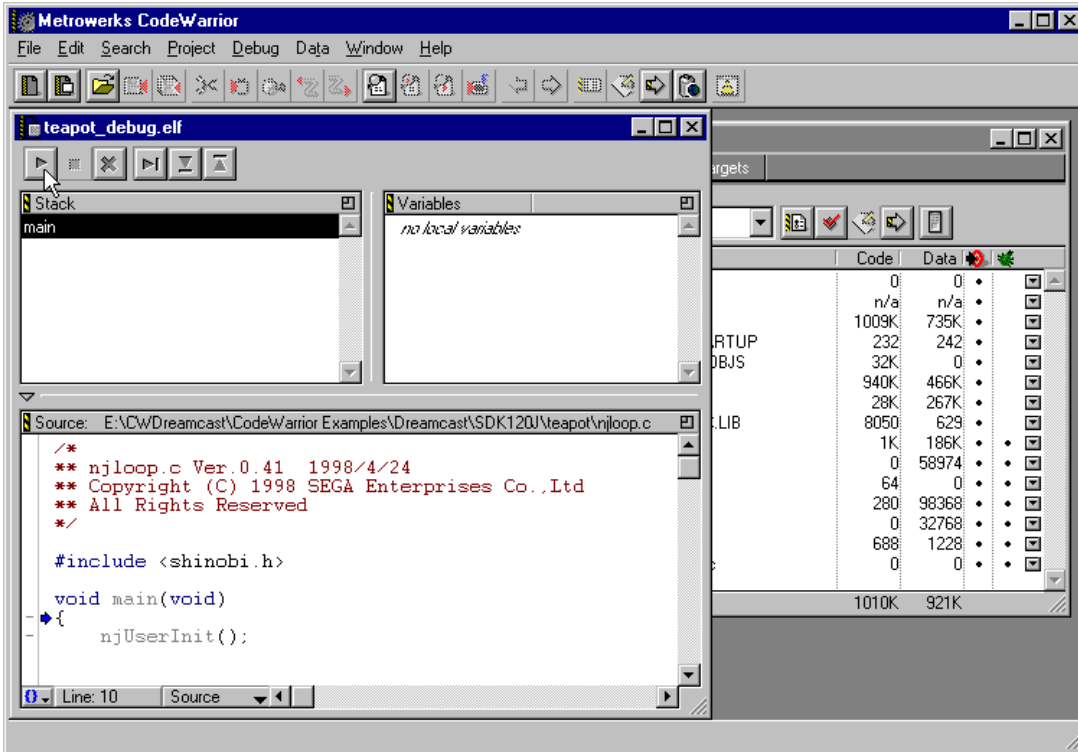 Metrowerks CodeWarrior
File Edit Search Project Debug Data Window Help
teapot_debug.elf
Stack
Variables
main
no local variables
Source: E:\CWDreamcast\CodeWarrior Examples\Dreamcast\SDK120J\teapot\njloop.c
/*
** njloop.c Ver.0.41 1998/4/24
** Copyright (C) 1998 SEGA Enterprises Co.,Ltd
** All Rights Reserved
*/
#include <shinobi.h>
void main(void)
{
njUserInit();
Line: 10 Source
argets
Code Data
0 0
n/a n/a
1009K 735K
ARTUP 232 242
OBJS 32K 0
940K 466K
28K 267K
.LIB 8050 629
1K 186K
0 58974
64 0
280 98368
0 32768
688 1228
0 0
1010K 921K